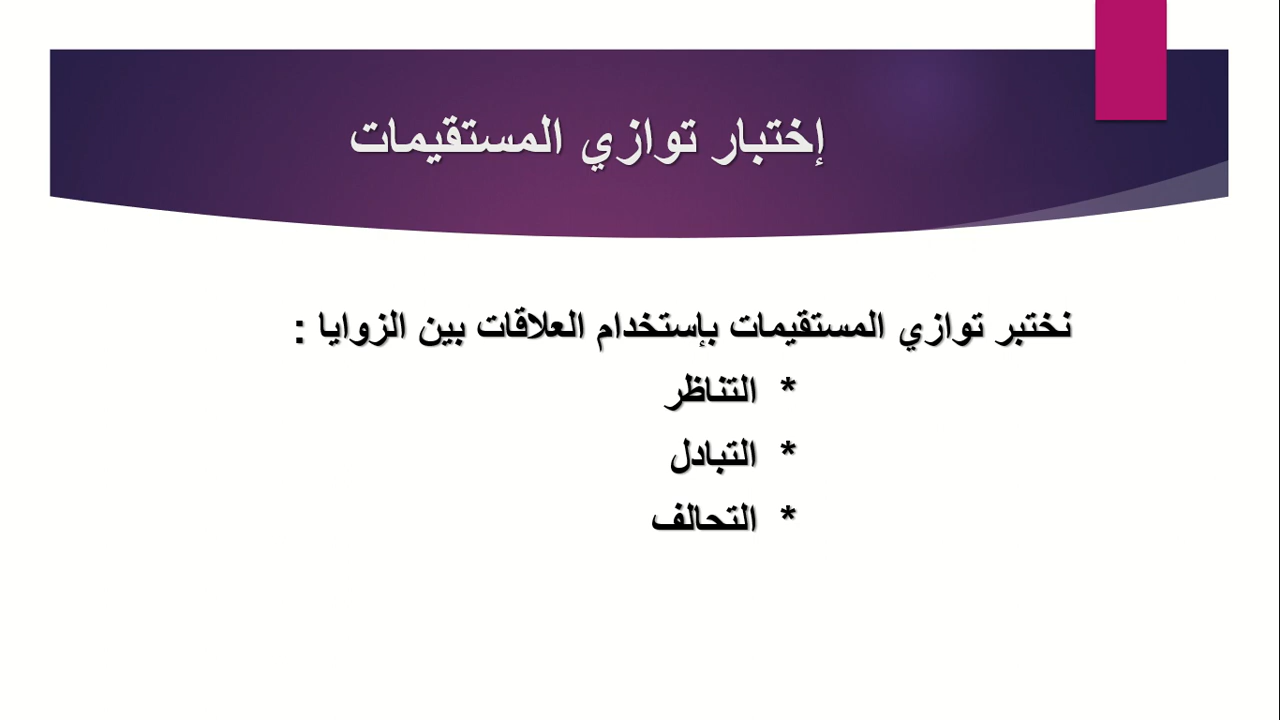 إختبار توازي المستقيمات
نختبر توازي المستقيمات بإستخدام العلاقات بين الزوايا :
* التناظر
* التبادل
* التحالف